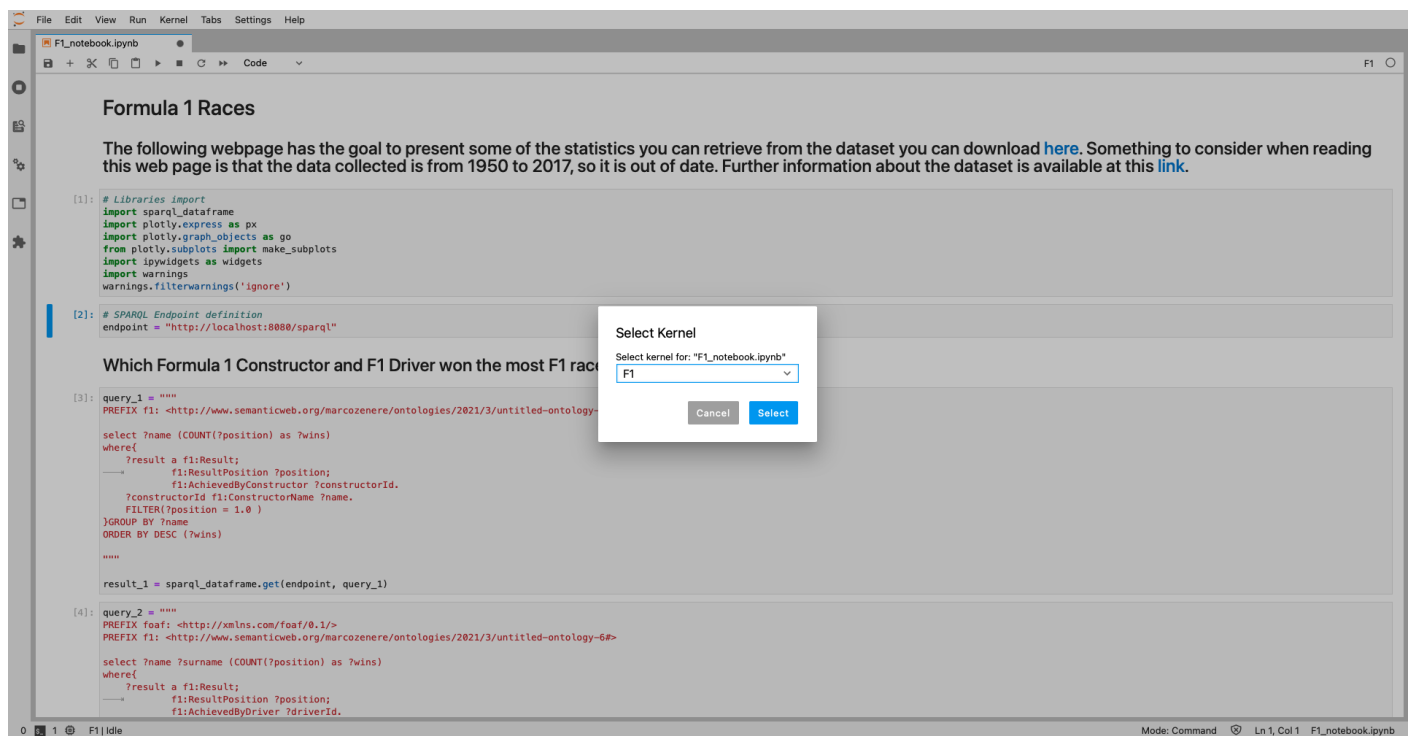 File Edit View Run Kernel Tabs Settings Help
F1_notebook.ipynb
Code
F1
Formula 1 Races
The following webpage has the goal to present some of the statistics you can retrieve from the dataset you can download here. Something to consider when reading
this web page is that the data collected is from 1950 to 2017, so it is out of date. Further information about the dataset is available at this link.
[1]: # Libraries import
import sparql_dataframe
import plotly.express as px
import plotly.graph_objects as go
from plotly.subplots import make_subplots
import ipywidgets as widgets
import warnings
warnings.filterwarnings('ignore')
[2]: # SPARQL Endpoint definition
endpoint = "http://localhost:8080/sparql"
Select Kernel
Select kernel for: "F1_notebook.ipynb"
F1
Cancel Select
Which Formula 1 Constructor and F1 Driver won the most F1 race
[3]: query_1 = """
PREFIX f1: <http://www.semanticweb.org/marcozenere/ontologies/2021/3/untitled-ontology-
select ?name (COUNT(?position) as ?wins)
where{
?result a f1:Result;
f1:ResultPosition ?position;
f1:AchievedByConstructor ?constructorId.
?constructorId f1:ConstructorName ?name.
FILTER(?position = 1.0 )
}GROUP BY ?name
ORDER BY DESC (?wins)
"""
result_1 = sparql_dataframe.get(endpoint, query_1)
[4]: query_2 = """
PREFIX foaf: <http://xmlns.com/foaf/0.1/>
PREFIX f1: <http://www.semanticweb.org/marcozenere/ontologies/2021/3/untitled-ontology-6#>
select ?name ?surname (COUNT(?position) as ?wins)
where{
?result a f1:Result;
f1:ResultPosition ?position;
f1:AchievedByDriver ?driverId.
0 1 F1 | Idle
Mode: Command Ln 1, Col 1 F1_notebook.ipynb